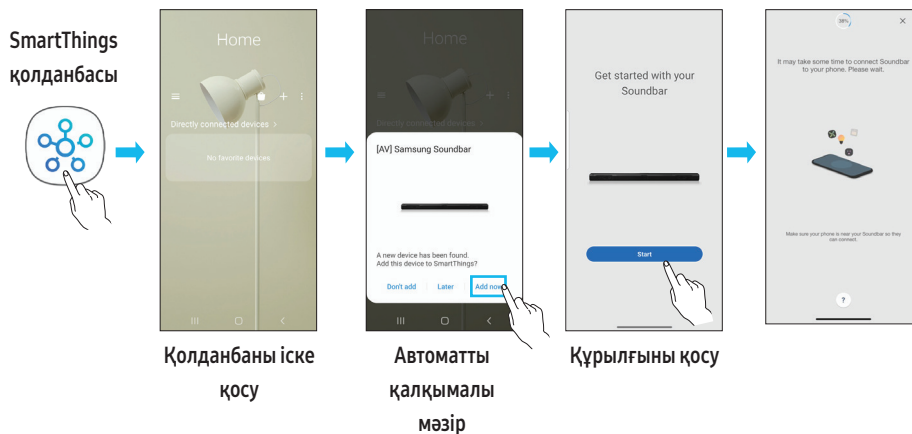 SmartThings
қолданбасы
Home
Directly connected devices >
No favorite devices
Қолданбаны іске
қосу
Home
Directly connected devices >
[AV] Samsung Soundbar
A new device has been found.
Add this device to SmartThings?
Don't add
Later
Add now
Автоматты
қалқымалы
мәзір
Get started with your
Soundbar
Start
Құрылғыны қосу
38%
It may take some time to connect Soundbar
to your phone. Please wait.
Make sure your phone is near your Soundbar so they
can connect.
?